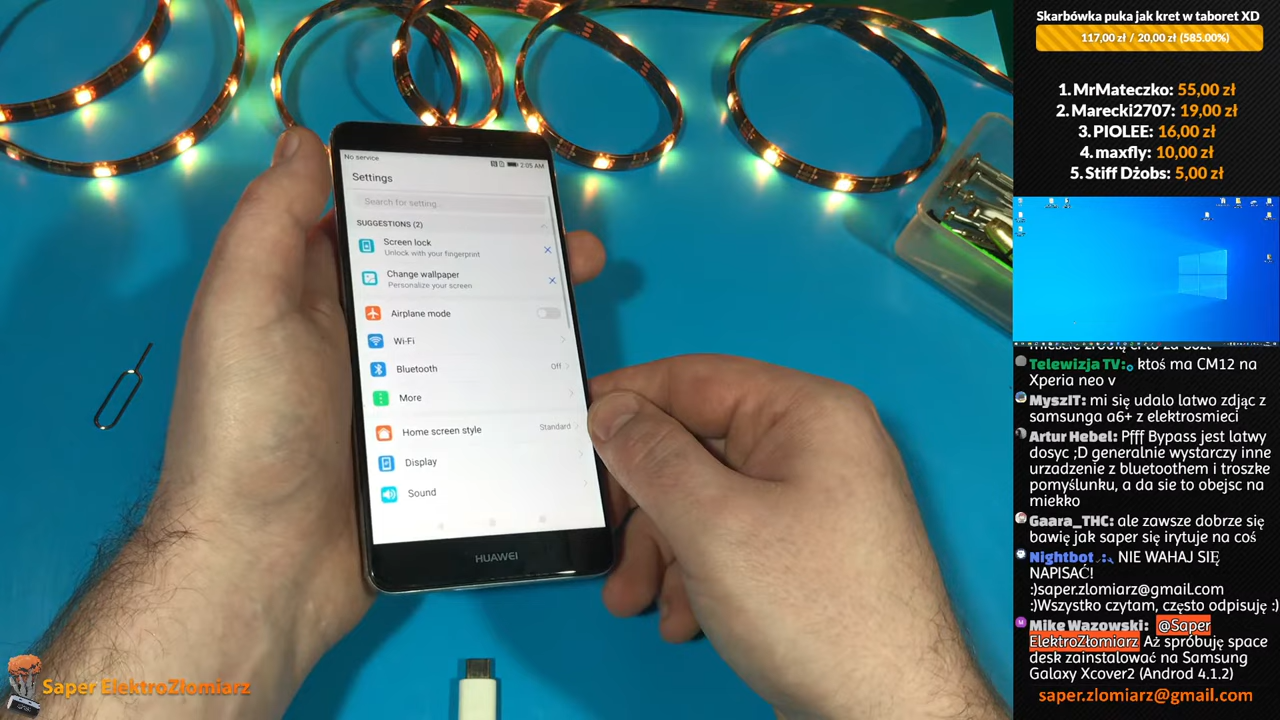 Skarbówka puka jak kret w taboret XD
117,00 zł / 20,00 zł (585.00%)
1. MrMateczko: 55,00 zł
2. Marecki2707: 19,00 zł
3. PIOLEE: 16,00 zł
4. maxfly: 10,00 zł
5. Stiff Dżobs: 5,00 zł
No service
2:05 AM
Settings
Search for setting..
SUGGESTIONS (2)
Screen lock
Unlock with your fingerprint
Change wallpaper
Personalize your screen
Airplane mode
Wi-Fi
Bluetooth
Off
More
Home screen style
Standard
Display
Sound
HUAWEI
Telewizja TV: ktoś ma CM12 na
Xperia neo v
MyszIT: mi się udalo latwo zdjąc z
samsunga a6+ z elektrosmieci
Artur Hebel: Pfff Bypass jest latwy
dosyc ;D generalnie wystarczy inne
urzadzenie z bluetoothem i troszke
pomyślunku, a da sie to obejsc na
miekko
Gaara_THC: ale zawsze dobrze się
bawię jak saper się irytuje na coś
Nightbot: NIE WAHAJ SIĘ
NAPISAĆ!
:)saper.zlomiarz@gmail.com
:)Wszystko czytam, często odpisuję :)
Mike Wazowski: @Saper
ElektroZłomiarz Aż spróbuję space
desk zainstalować na Samsung
Galaxy Xcover2 (Androd 4.1.2)
saper.zlomiarz@gmail.com
Saper ElektroZłomiarz